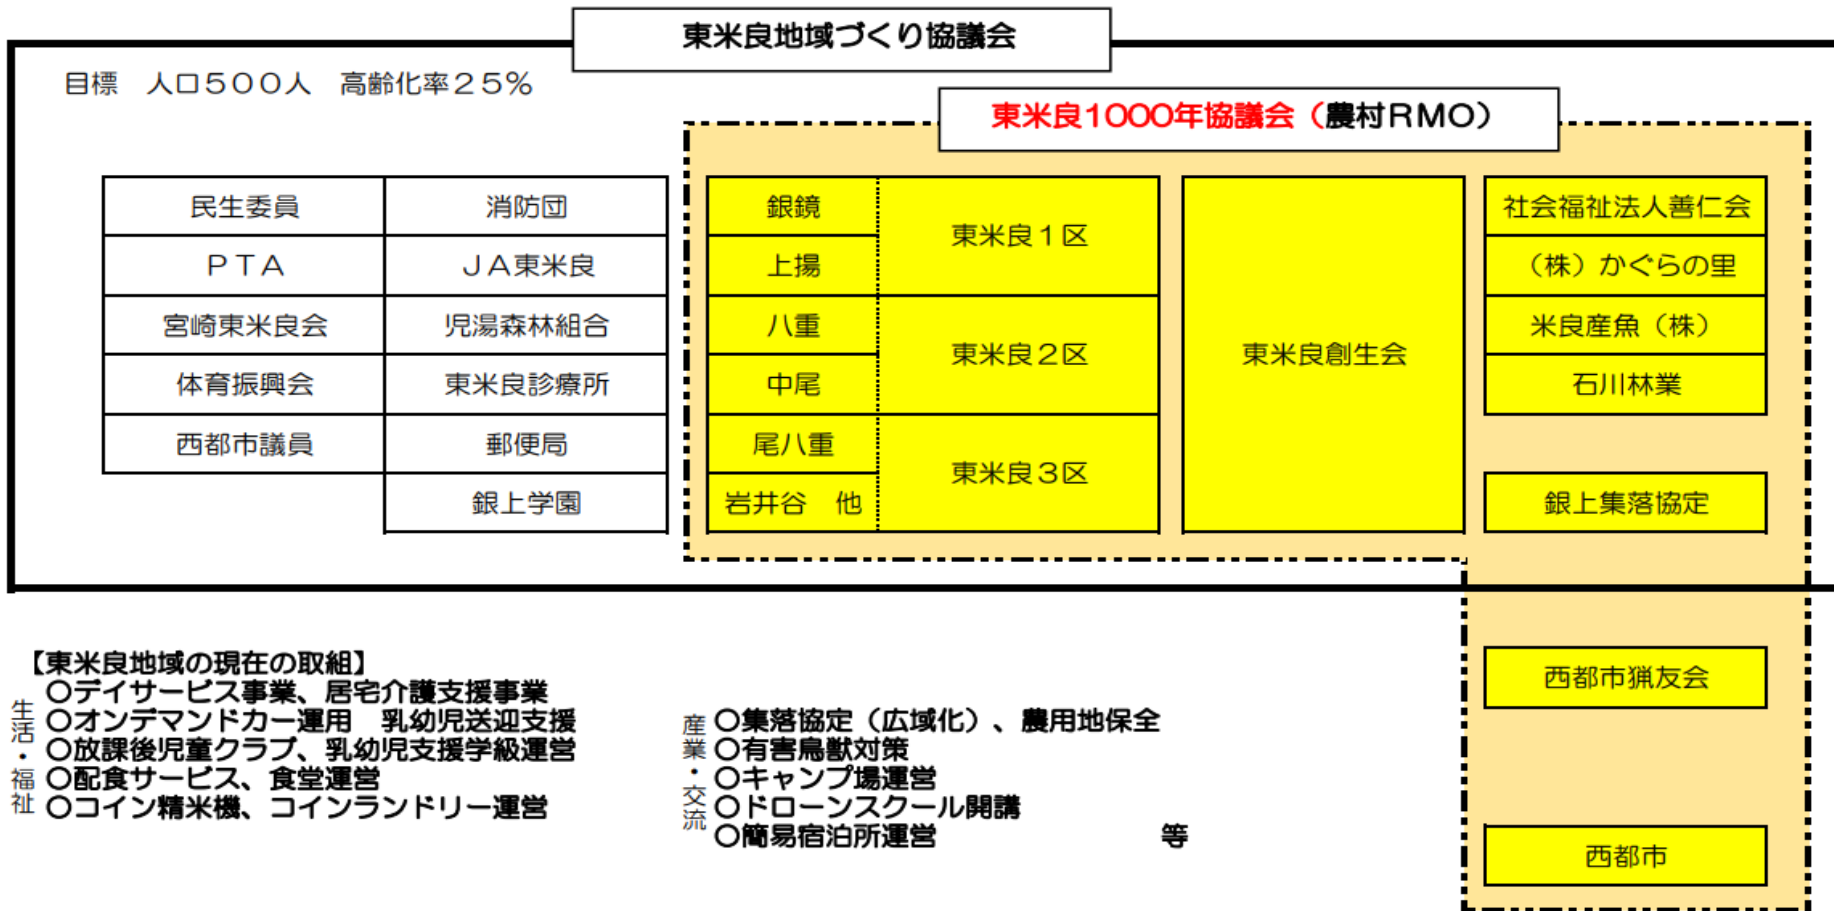 東米良地域づくり協議会
目標　人口５００人　高齢化率２５％
東米良1000年協議会（農村ＲＭＯ）
民生委員
消防団
ＰＴＡ
ＪＡ東米良
宮崎東米良会
児湯森林組合
体育振興会
東米良診療所
西都市議員
郵便局
銀上学園
銀鏡
上揚
東米良１区
八重
中尾
東米良２区
尾八重
岩井谷　他
東米良３区
東米良創生会
社会福祉法人善仁会
（株）かぐらの里
米良産魚（株）
石川林業
銀上集落協定
西都市猟友会
西都市
【東米良地域の現在の取組】
生活・福祉
〇デイサービス事業、居宅介護支援事業
〇オンデマンドカー運用　乳幼児送迎支援
〇放課後児童クラブ、乳幼児支援学級運営
〇配食サービス、食堂運営
〇コイン精米機、コインランドリー運営
産業・交流
〇集落協定（広域化）、農用地保全
〇有害鳥獣対策
〇キャンプ場運営
〇ドローンスクール開講
〇簡易宿泊所運営　　　　　　　　等